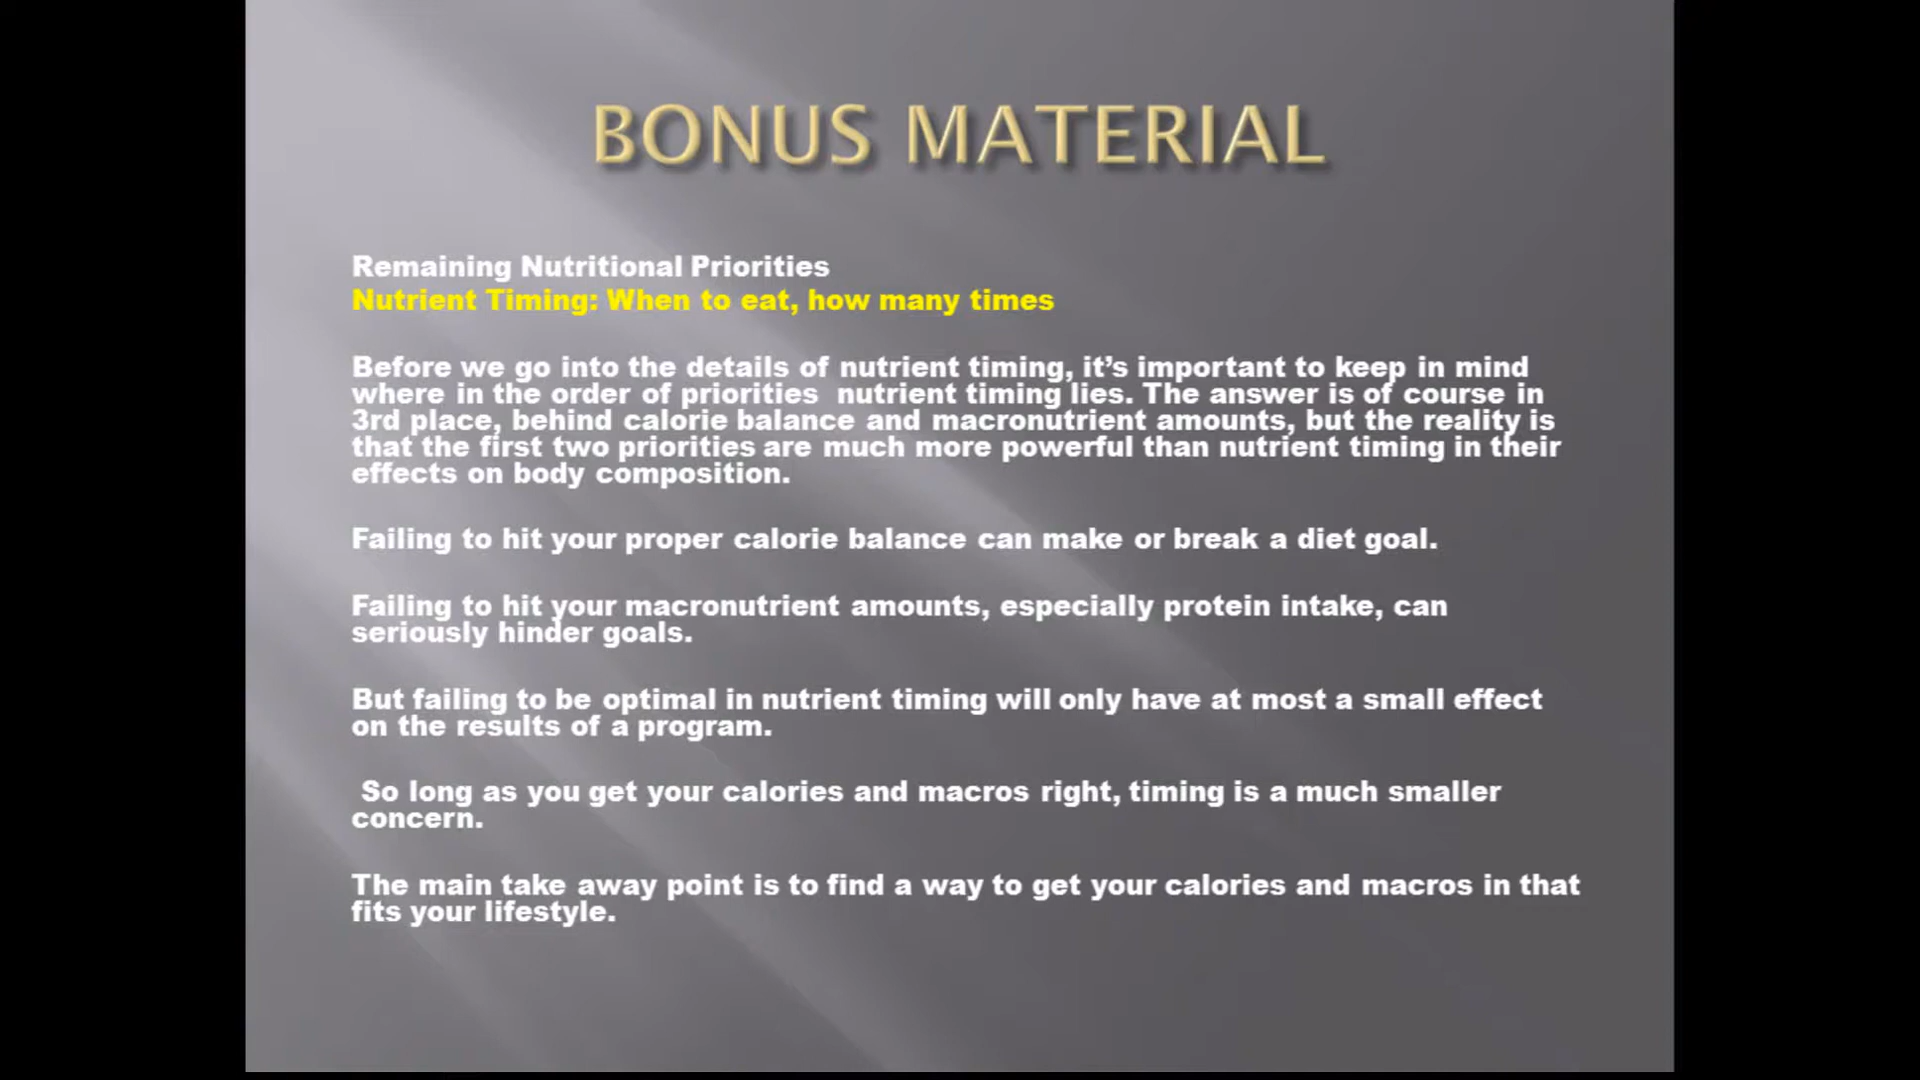 BONUS MATERIAL
Remaining Nutritional Priorities
Nutrient Timing: When to eat, how many times
Before we go into the details of nutrient timing, it's important to keep in mind
where in the order of priorities  nutrient timing lies. The answer is of course in
3rd place, behind calorie balance and macronutrient amounts, but the reality is
that the first two priorities are much more powerful than nutrient timing in their
effects on body composition.
Failing to hit your proper calorie balance can make or break a diet goal.
Failing to hit your macronutrient amounts, especially protein intake, can
seriously hinder goals.
But failing to be optimal in nutrient timing will only have at most a small effect
on the results of a program.
So long as you get your calories and macros right, timing is a much smaller
concern.
The main take away point is to find a way to get your calories and macros in that
fits your lifestyle.